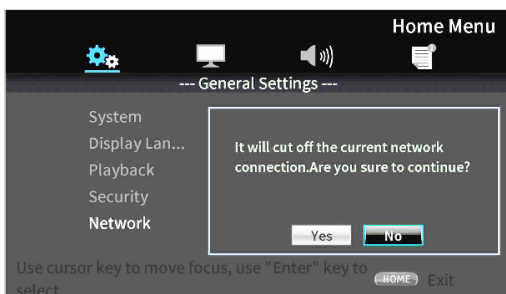 Home Menu
--- General Settings ---
System
Display Lan...
Playback
Security
Network
It will cut off the current network
connection.Are you sure to continue?
Yes
No
Use cursor key to move focus, use "Enter" key to
select
HOME Exit